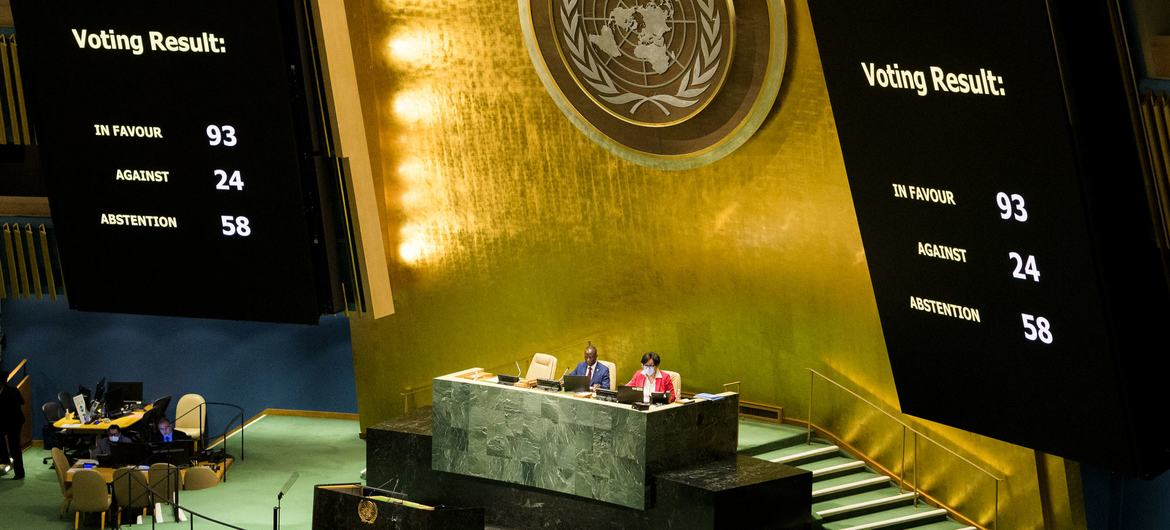 Voting Result:
IN FAVOUR 93
AGAINST 24
ABSTENTION 58
Voting Result:
IN FAVOUR 93
AGAINST 24
ABSTENTION 58